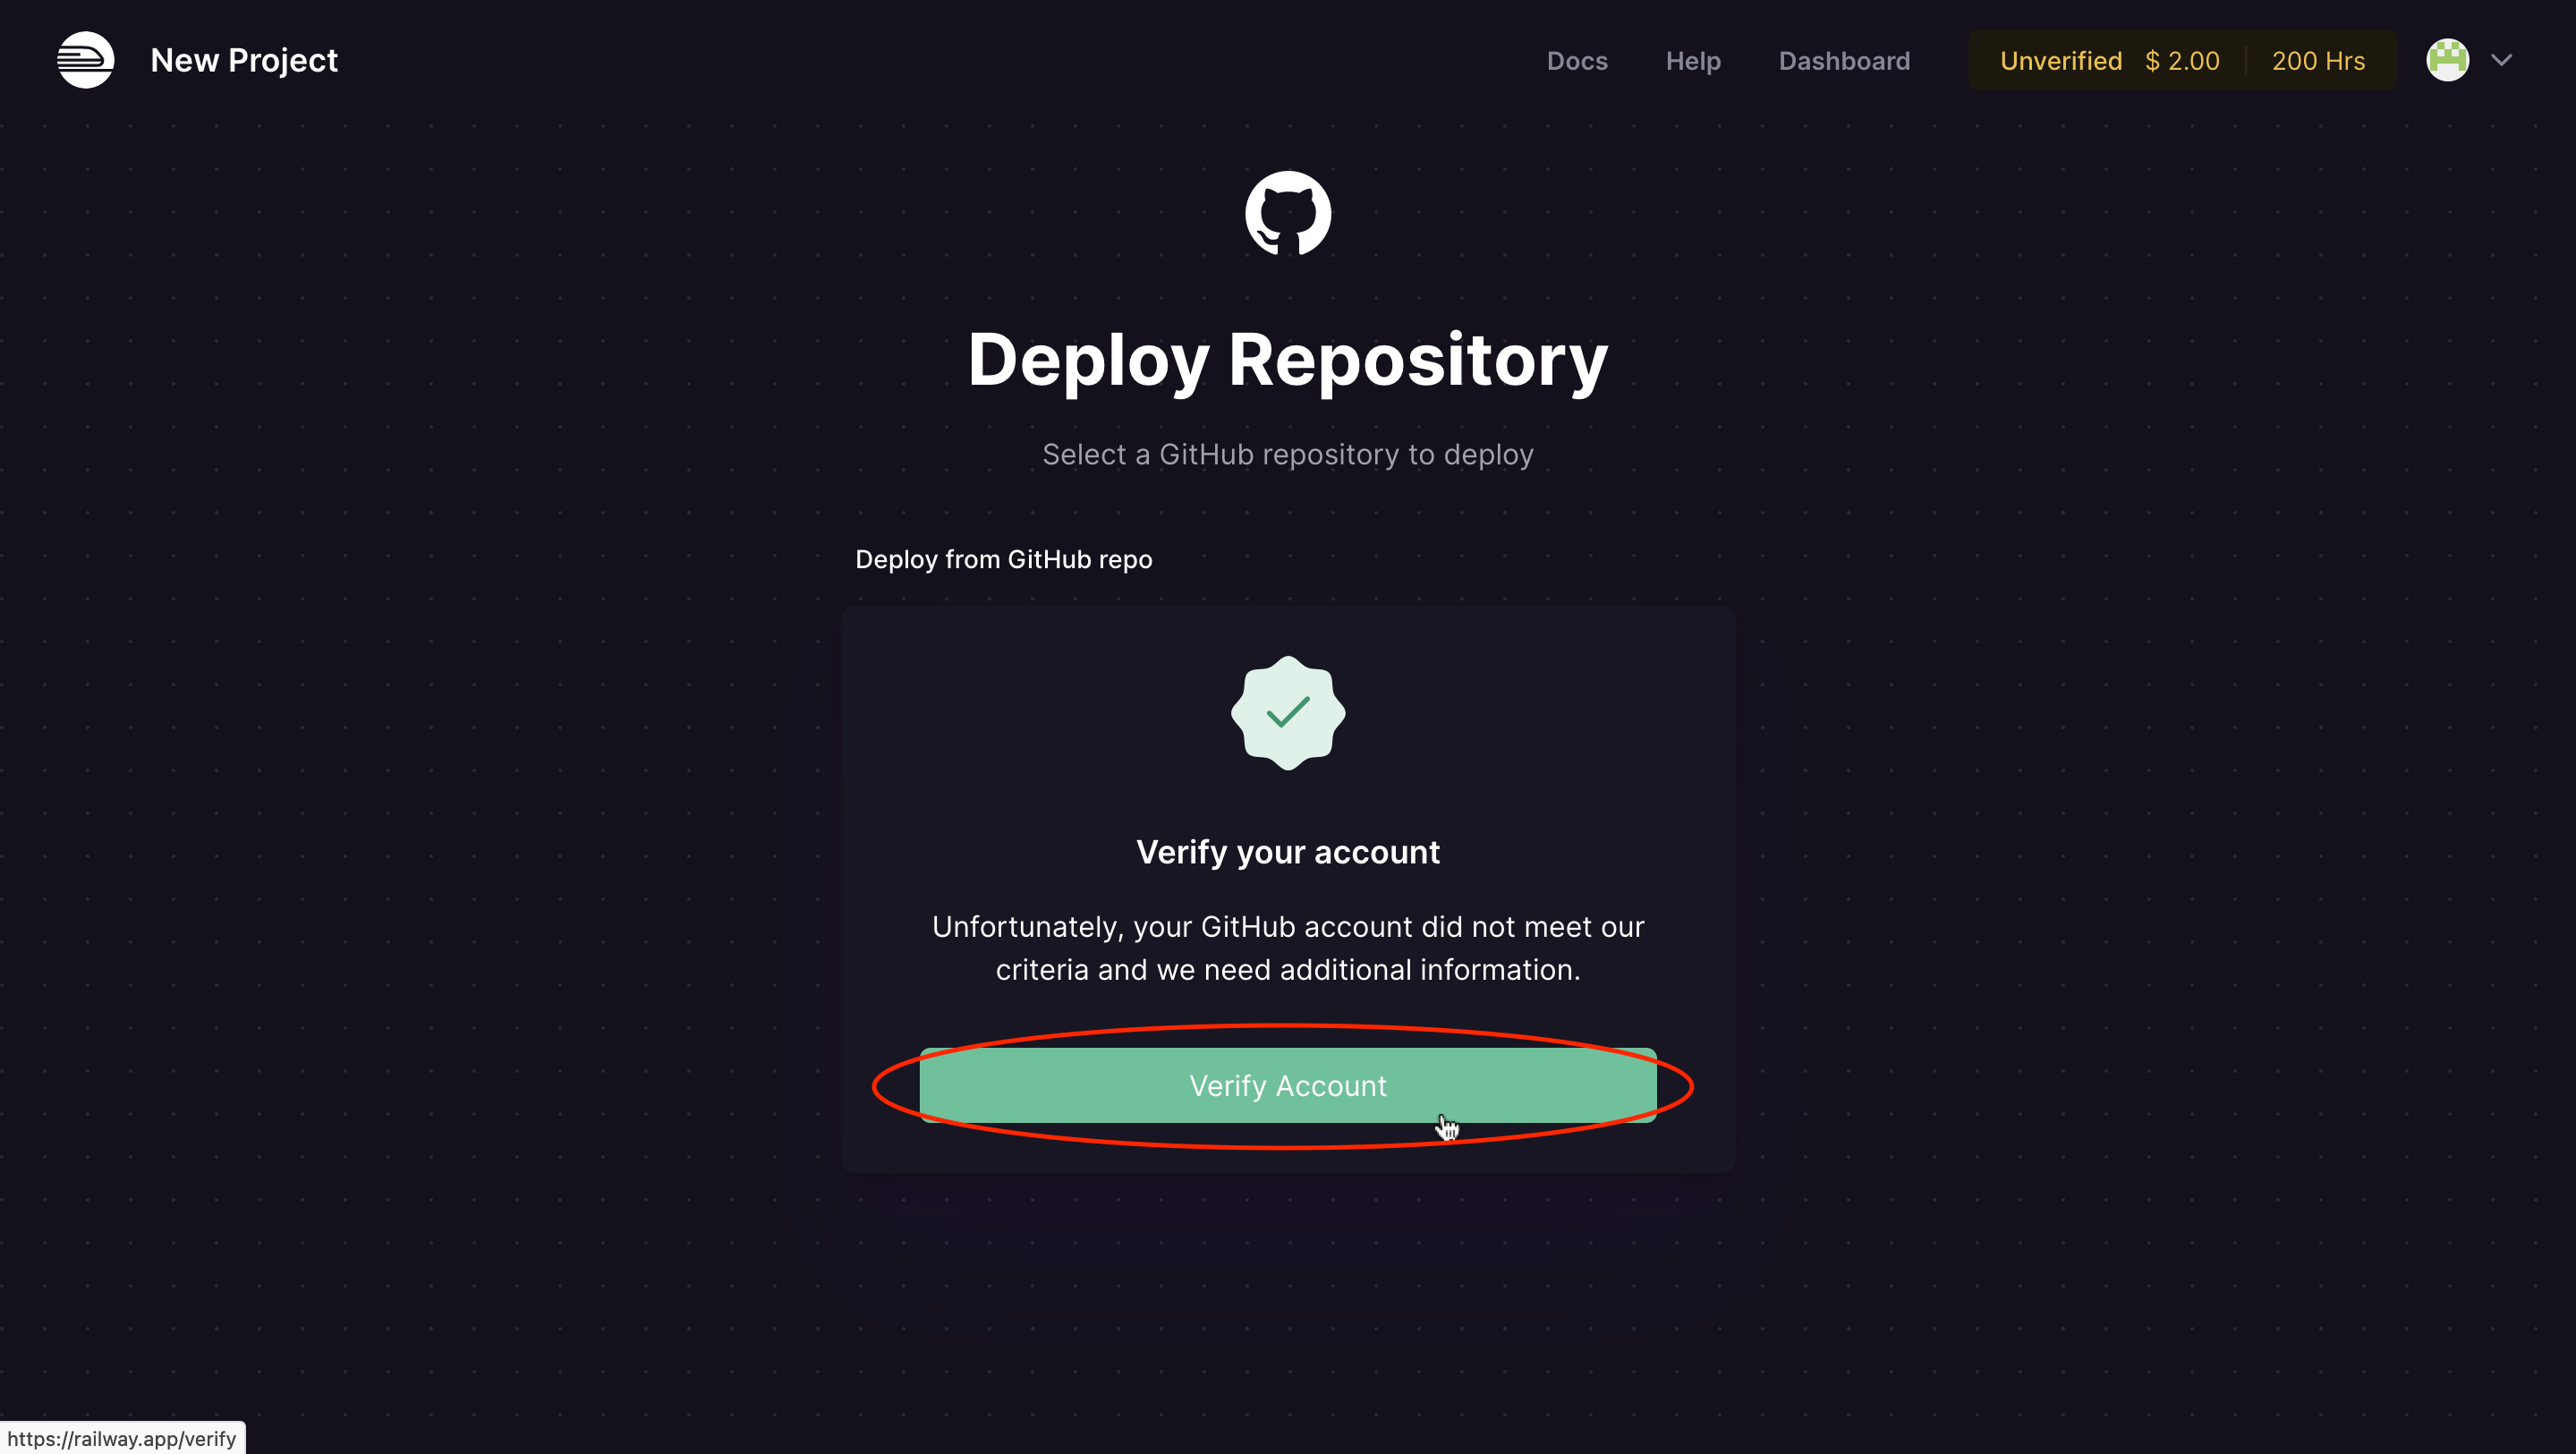 New Project
Docs Help Dashboard Unverified $ 2.00 200 Hrs
Deploy Repository
Select a GitHub repository to deploy
Deploy from GitHub repo
Verify your account
Unfortunately, your GitHub account did not meet our
criteria and we need additional information.
Verify Account
https://railway.app/verify